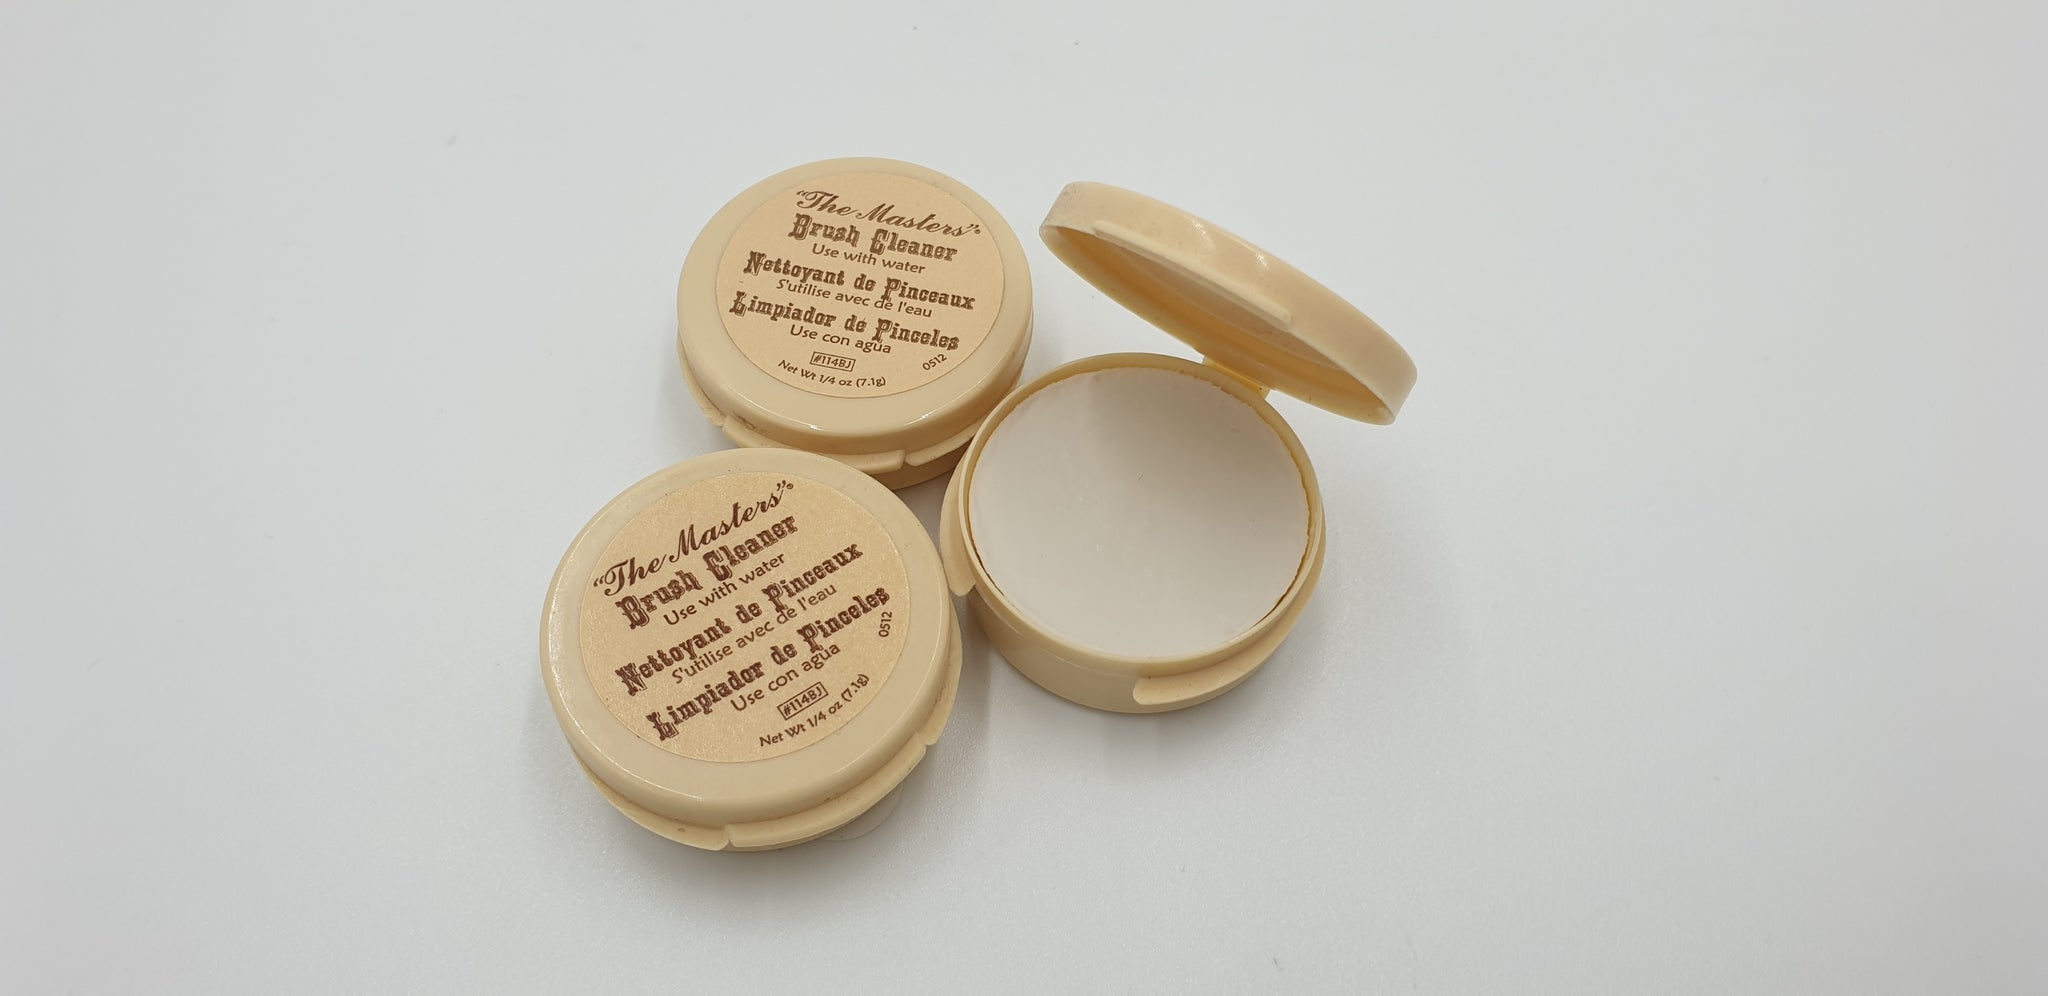 “The Masters”®
Brush Cleaner
Use with water
Nettoyant de Pinceaux
S'utilise avec de l'eau
Limpiador de Pinceles
Use con agua
#114BJ
0512
Net Wt 1/4 oz (7.1g)
“The Masters”®
Brush Cleaner
Use with water
Nettoyant de Pinceaux
S'utilise avec de l'eau
Limpiador de Pinceles
Use con agua
0512
#114BJ
Net Wt 1/4 oz (7.1g)